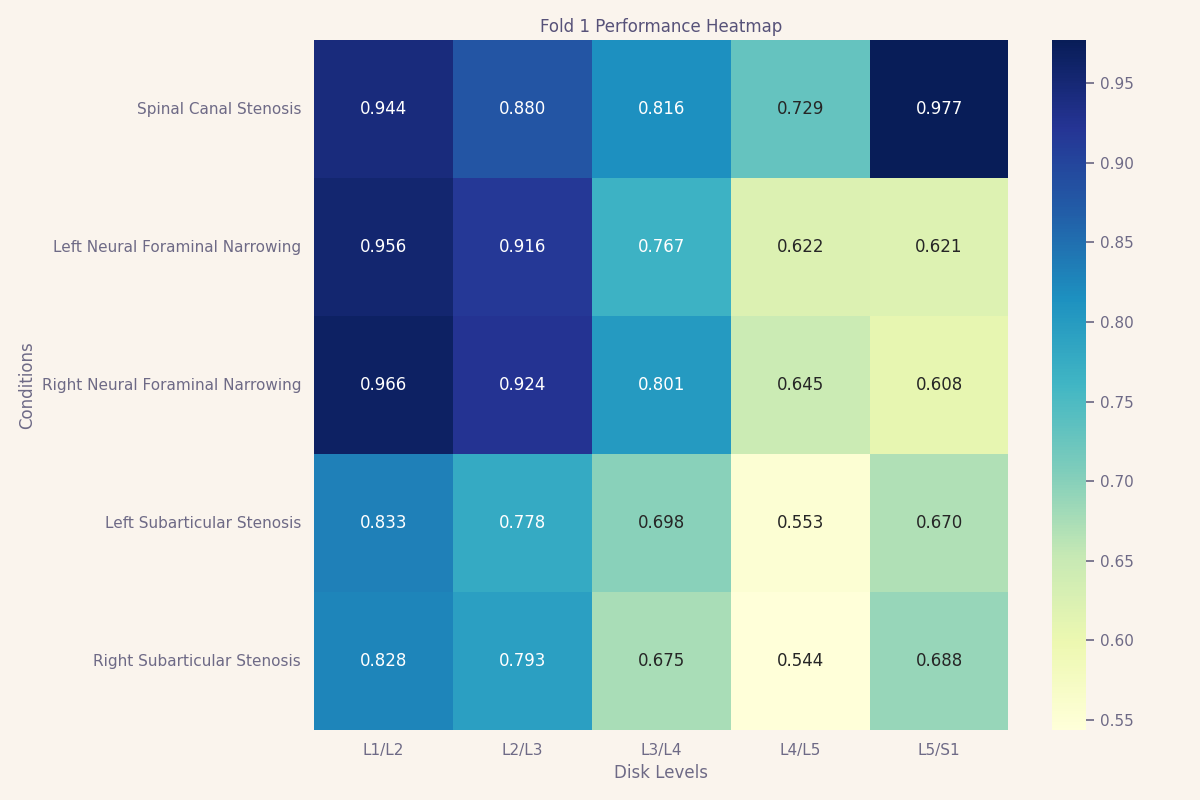 Fold 1 Performance Heatmap
Conditions
Spinal Canal Stenosis 0.944 0.880 0.816 0.729 0.977
Left Neural Foraminal Narrowing 0.956 0.916 0.767 0.622 0.621
Right Neural Foraminal Narrowing 0.966 0.924 0.801 0.645 0.608
Left Subarticular Stenosis 0.833 0.778 0.698 0.553 0.670
Right Subarticular Stenosis 0.828 0.793 0.675 0.544 0.688
L1/L2 L2/L3 L3/L4 L4/L5 L5/S1
Disk Levels
0.95
0.90
0.85
0.80
0.75
0.70
0.65
0.60
0.55